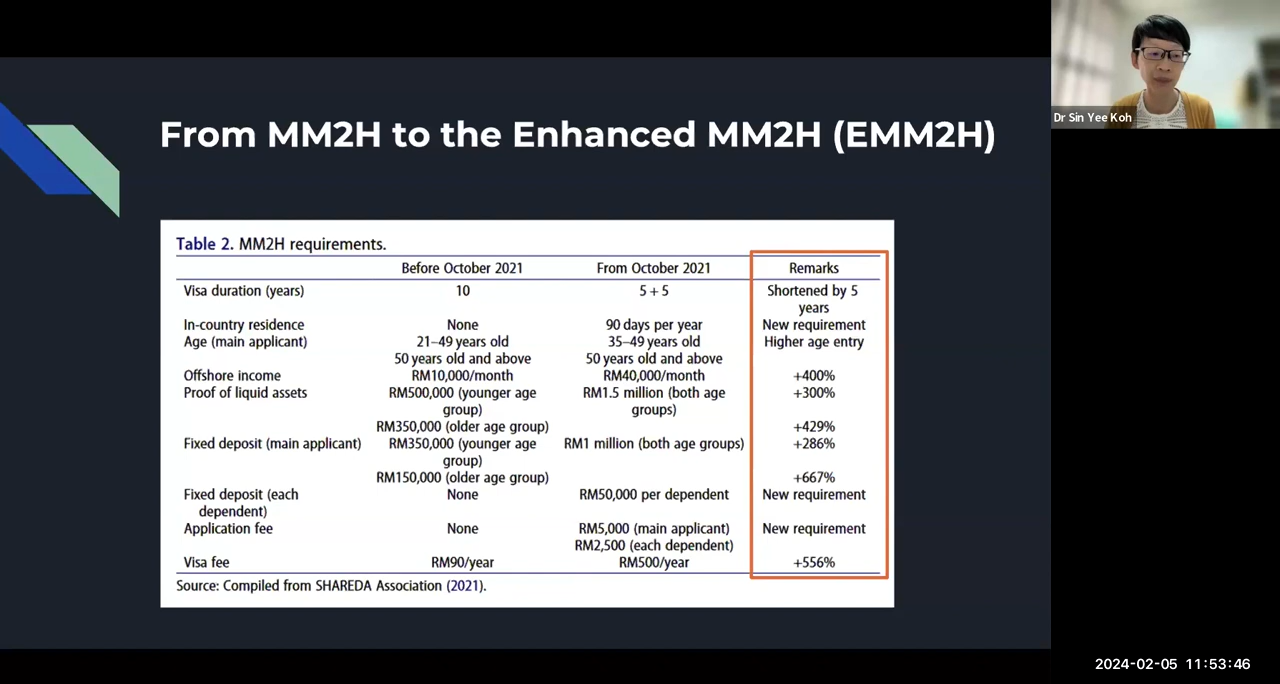 From MM2H to the Enhanced MM2H (EMM2H)
Table 2. MM2H requirements.
Before October 2021 From October 2021 Remarks
Visa duration (years) 10 5 + 5 Shortened by 5
years
In-country residence None 90 days per year New requirement
Age (main applicant) 21–49 years old 35–49 years old Higher age entry
50 years old and above 50 years old and above
Offshore income RM10,000/month RM40,000/month +400%
Proof of liquid assets RM500,000 (younger age RM1.5 million (both age +300%
group) groups)
RM350,000 (older age group) +429%
Fixed deposit (main applicant) RM350,000 (younger age RM1 million (both age groups) +286%
group)
RM150,000 (older age group) +667%
Fixed deposit (each None RM50,000 per dependent New requirement
dependent)
Application fee None RM5,000 (main applicant) New requirement
RM2,500 (each dependent)
Visa fee RM90/year RM500/year +556%
Source: Compiled from SHAREDA Association (2021).
Dr Sin Yee Koh
2024-02-05 11:53:46